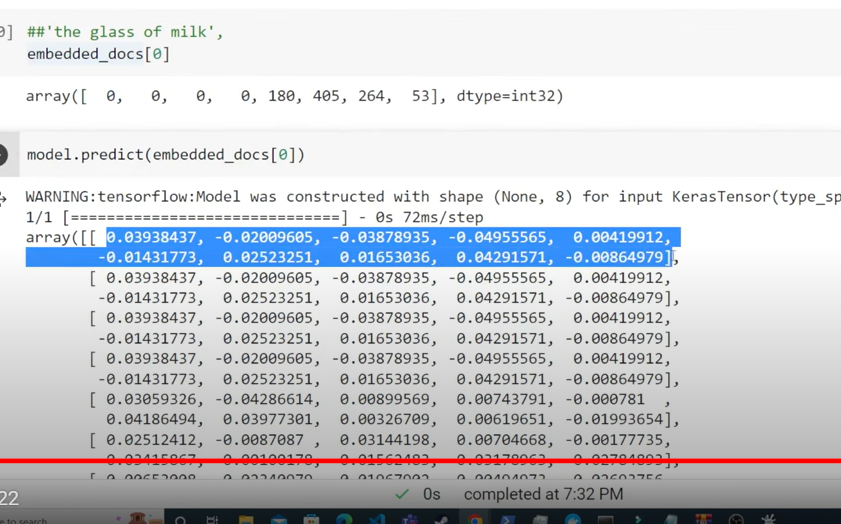 0] ##'the glass of milk',
embedded_docs[0]
array([ 0, 0, 0, 0, 180, 405, 264, 53], dtype=int32)
model.predict(embedded_docs[0])
WARNING:tensorflow:Model was constructed with shape (None, 8) for input KerasTensor(type_sp
1/1 [==============================] - 0s 72ms/step
array([[ 0.03938437, -0.02009605, -0.03878935, -0.04955565, 0.00419912,
-0.01431773, 0.02523251, 0.01653036, 0.04291571, -0.00864979],
[ 0.03938437, -0.02009605, -0.03878935, -0.04955565, 0.00419912,
-0.01431773, 0.02523251, 0.01653036, 0.04291571, -0.00864979],
[ 0.03938437, -0.02009605, -0.03878935, -0.04955565, 0.00419912,
-0.01431773, 0.02523251, 0.01653036, 0.04291571, -0.00864979],
[ 0.03938437, -0.02009605, -0.03878935, -0.04955565, 0.00419912,
-0.01431773, 0.02523251, 0.01653036, 0.04291571, -0.00864979],
[ 0.03059326, -0.04286614, 0.00899569, 0.00743791, -0.000781 ,
0.04186494, 0.03977301, 0.00326709, 0.00619651, -0.01993654],
[ 0.02512412, -0.0087087 , 0.03144198, 0.00704668, -0.00177735,
22
0s completed at 7:32 PM
e to search